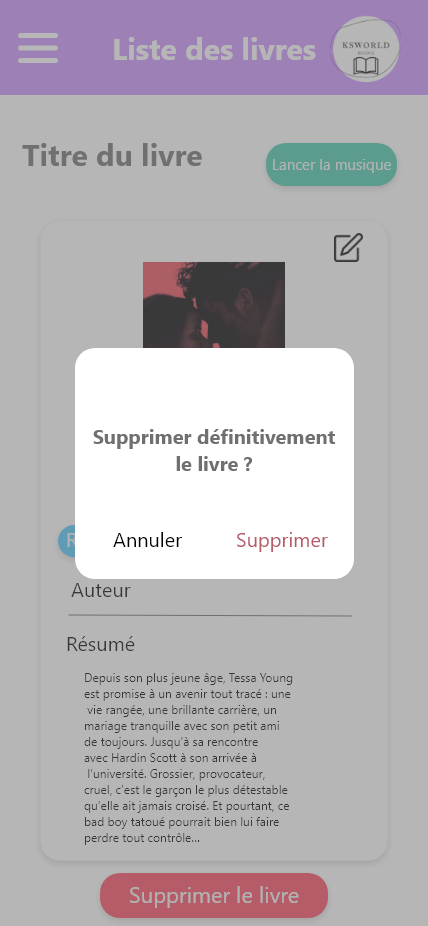 Liste des livres
KSWORLD
Titre du livre
Lancer la musique
Supprimer définitivement
le livre ?
Annuler
Supprimer
Auteur
Résumé
Depuis son plus jeune âge, Tessa Young
est promise à un avenir tout tracé : une
vie rangée, une brillante carrière, un
mariage tranquille avec son petit ami
de toujours. Jusqu'à sa rencontre
avec Hardin Scott à son arrivée à
l'université. Grossier, provocateur,
cruel, c'est le garçon le plus détestable
qu'elle ait jamais croisé. Et pourtant, ce
bad boy tatoué pourrait bien lui faire
perdre tout contrôle...
Supprimer le livre